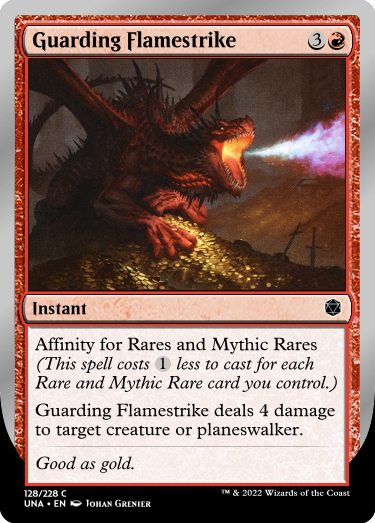 Guarding Flamestrike 3
Instant
Affinity for Rares and Mythic Rares
(This spell costs 1 less to cast for each
Rare and Mythic Rare card you control.)
Guarding Flamestrike deals 4 damage
to target creature or planeswalker.
Good as gold.
128/228 C
UNA • EN Johan Grenier
™ & 2022 Wizards of the Coast